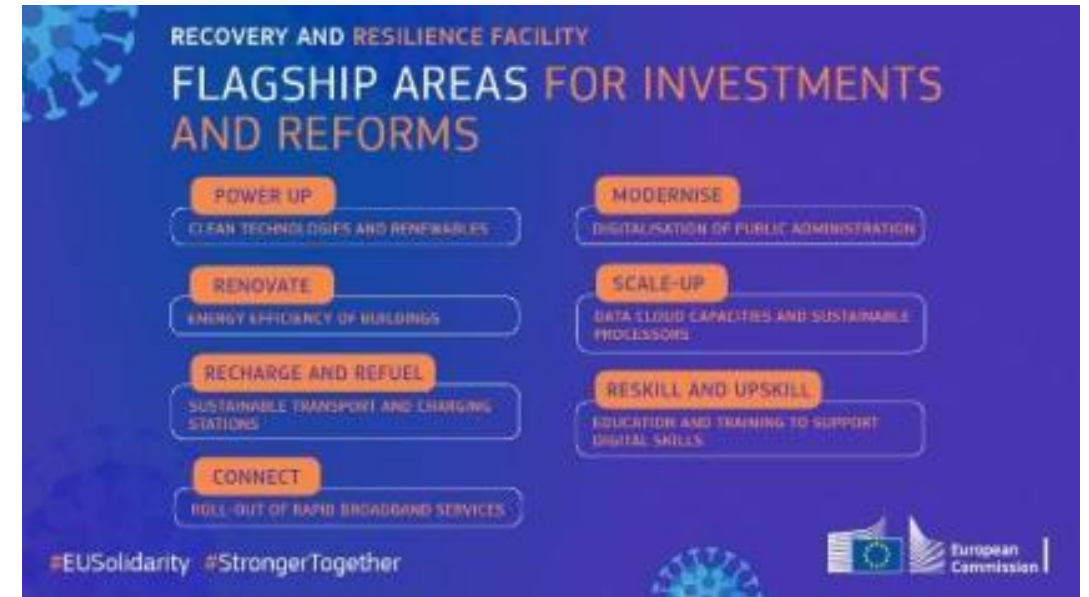 RECOVERY AND RESILIENCE FACILITY
FLAGSHIP AREAS FOR INVESTMENTS
AND REFORMS
POWER UP
CLEAN TECHNOLOGIES AND RENEWABLES
RENOVATE
ENERGY EFFICIENCY OF BUILDINGS
RECHARGE AND REFUEL
SUSTAINABLE TRANSPORT AND CHARGING
STATIONS
CONNECT
ROLL-OUT OF RAPID BROADBAND SERVICES
MODERNISE
DIGITALISATION OF PUBLIC ADMINISTRATION
SCALE-UP
DATA CLOUD CAPACITIES AND SUSTAINABLE
PROCESSORS
RESKILL AND UPSKILL
EDUCATION AND TRAINING TO SUPPORT
DIGITAL SKILLS
#EUSolidarity #StrongerTogether
European
Commission